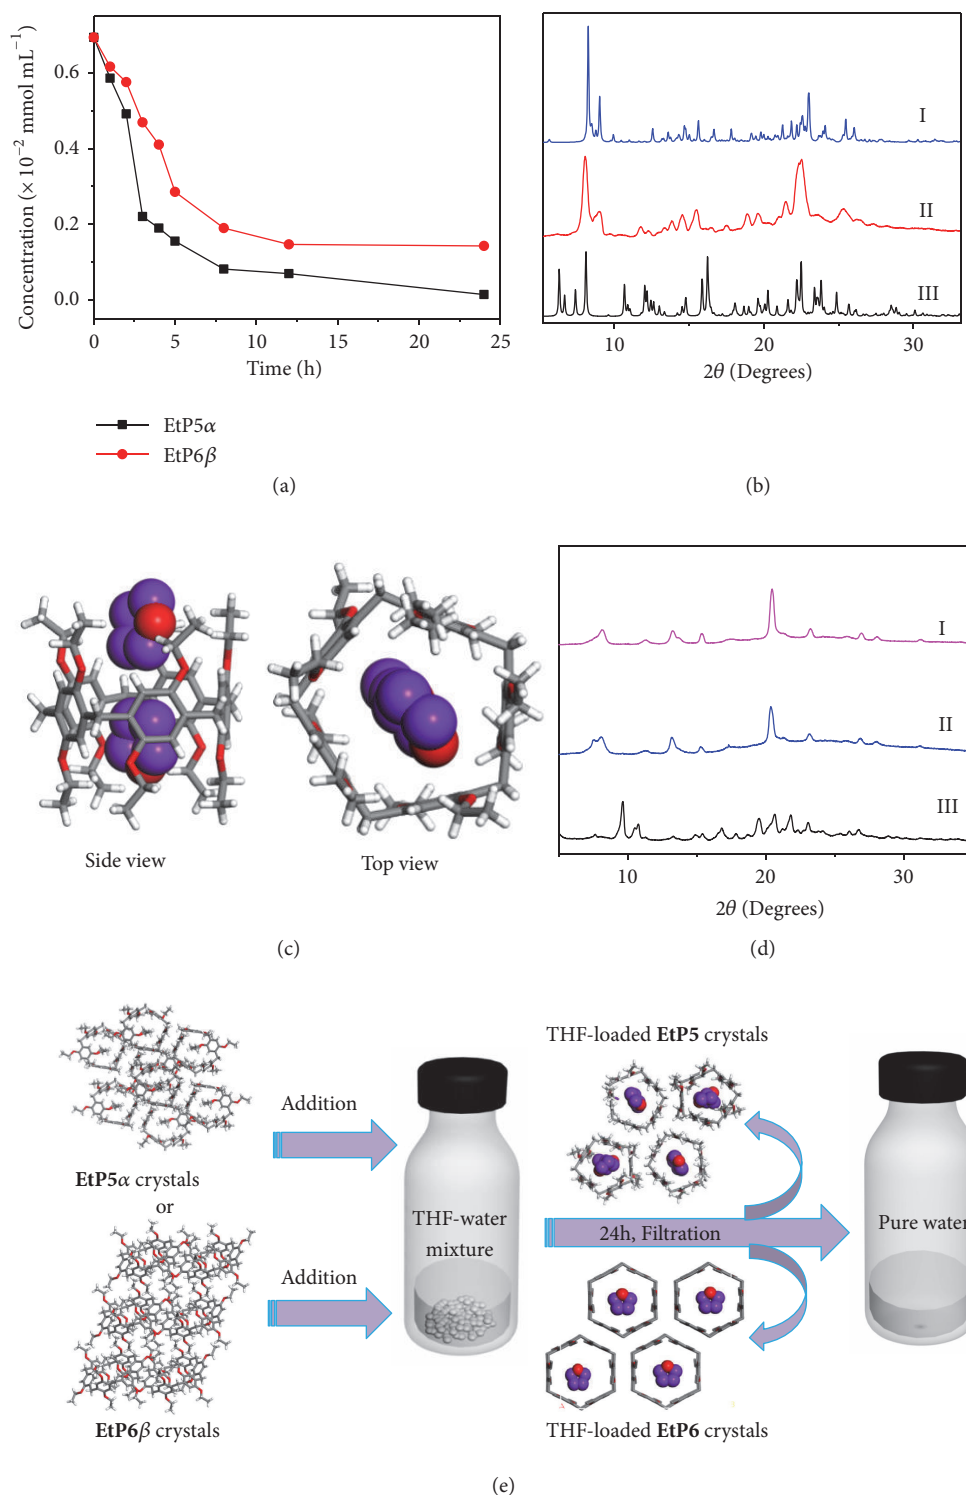 0.6
0.4
0.2
0.0
0 5 10 15 20 25
Concentration (× 10⁻² mmol mL⁻¹)
Time (h)
EtP5α
EtP6β
(a)
I
II
III
10 20 30
2θ (Degrees)
(b)
Side view
Top view
(c)
I
II
III
10 20 30
2θ (Degrees)
(d)
THF-loaded EtP5 crystals
Addition
EtP5α crystals
or
THF-water
mixture
24h, Filtration
Pure water
Addition
EtP6β crystals
THF-loaded EtP6 crystals
(e)